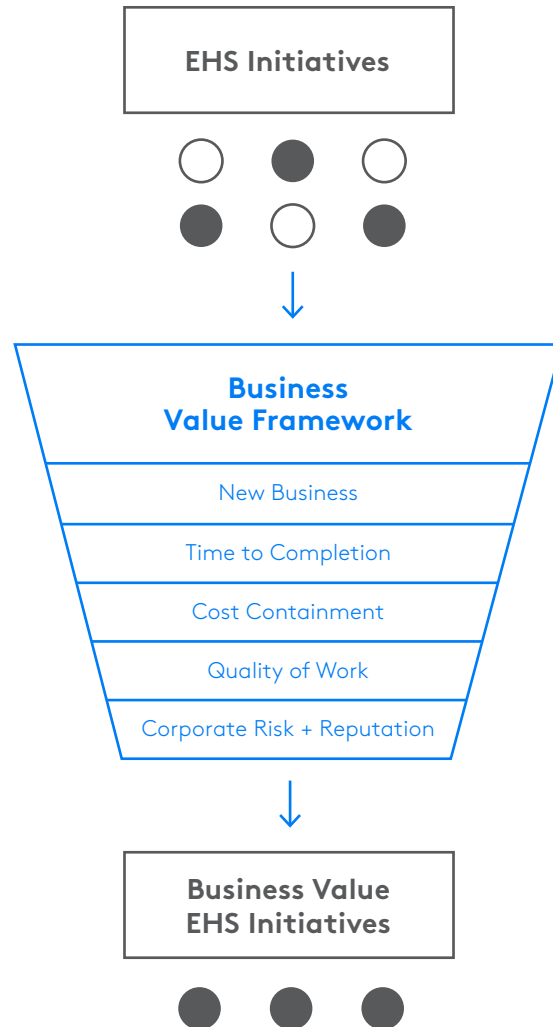 EHS Initiatives
Business
Value Framework
New Business
Time to Completion
Cost Containment
Quality of Work
Corporate Risk + Reputation
Business Value
EHS Initiatives